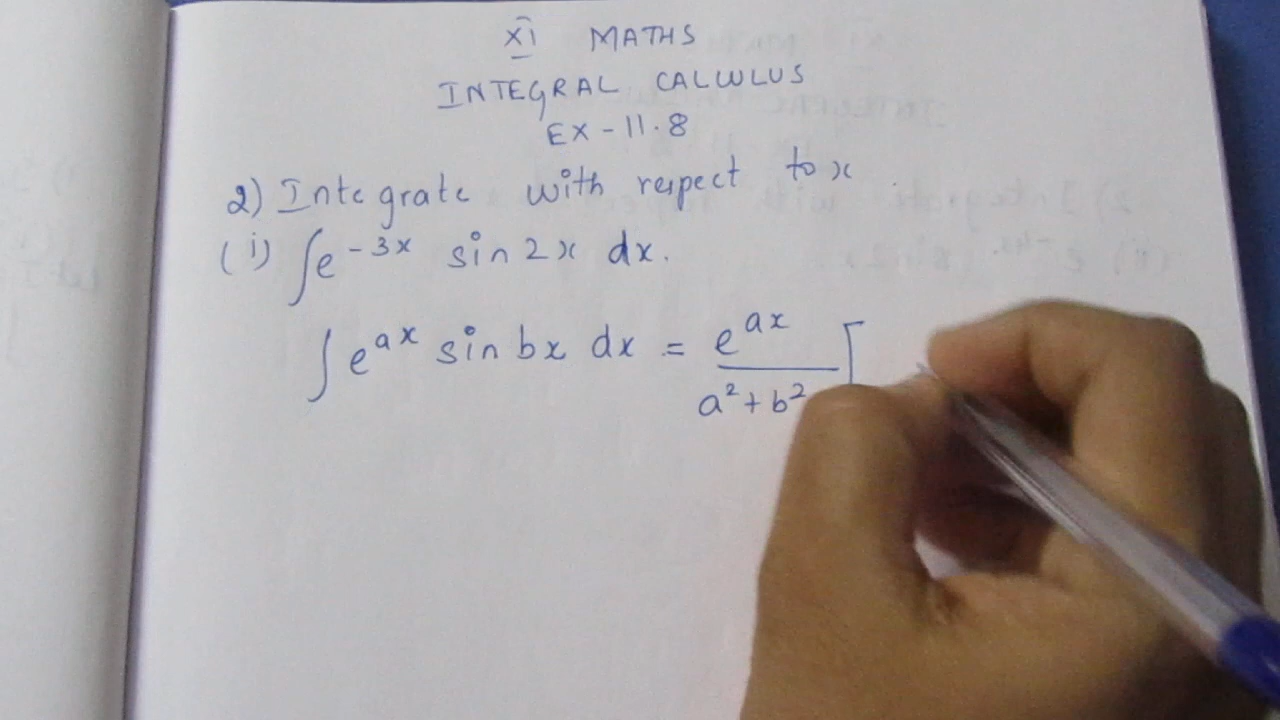 XI MATHS
INTEGRAL CALCULUS
EX - 11.8
2) Integrate with respect to x
(i) ∫e^-3x sin 2x dx.
∫e^ax sin bx dx = e^ax / a²+b² [